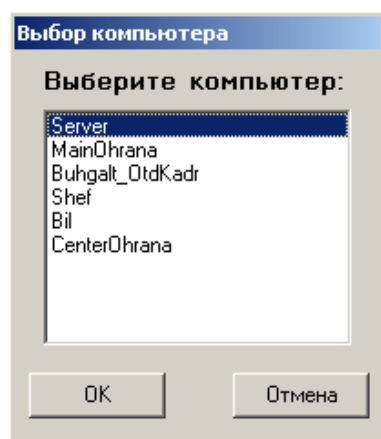 Выбор компьютера
Выберите компьютер:
Server
MainOhrana
Buhgalt_OtdKadr
Shef
Bil
CenterOhrana
OK
Отмена